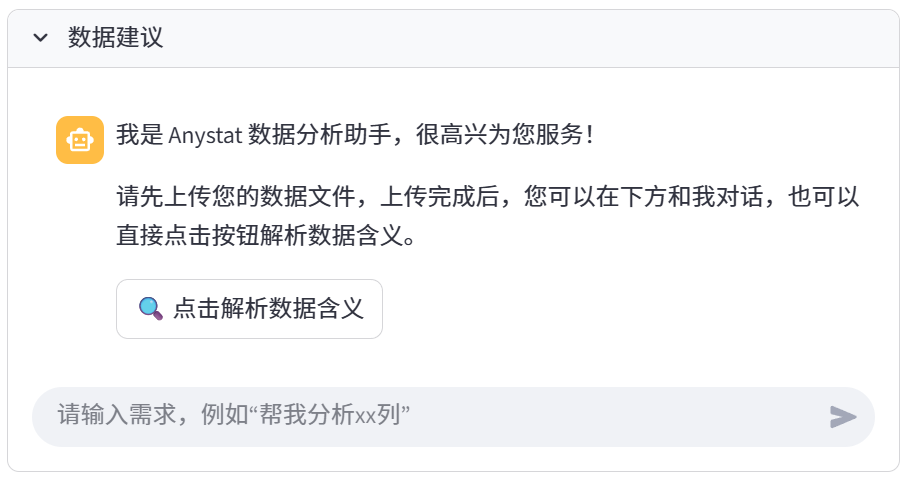 数据建议
我是 Anystat 数据分析助手，很高兴为您服务！
请先上传您的数据文件，上传完成后，您可以在下方和我对话，也可以
直接点击按钮解析数据含义。
点击解析数据含义
请输入需求，例如“帮我分析xx列”